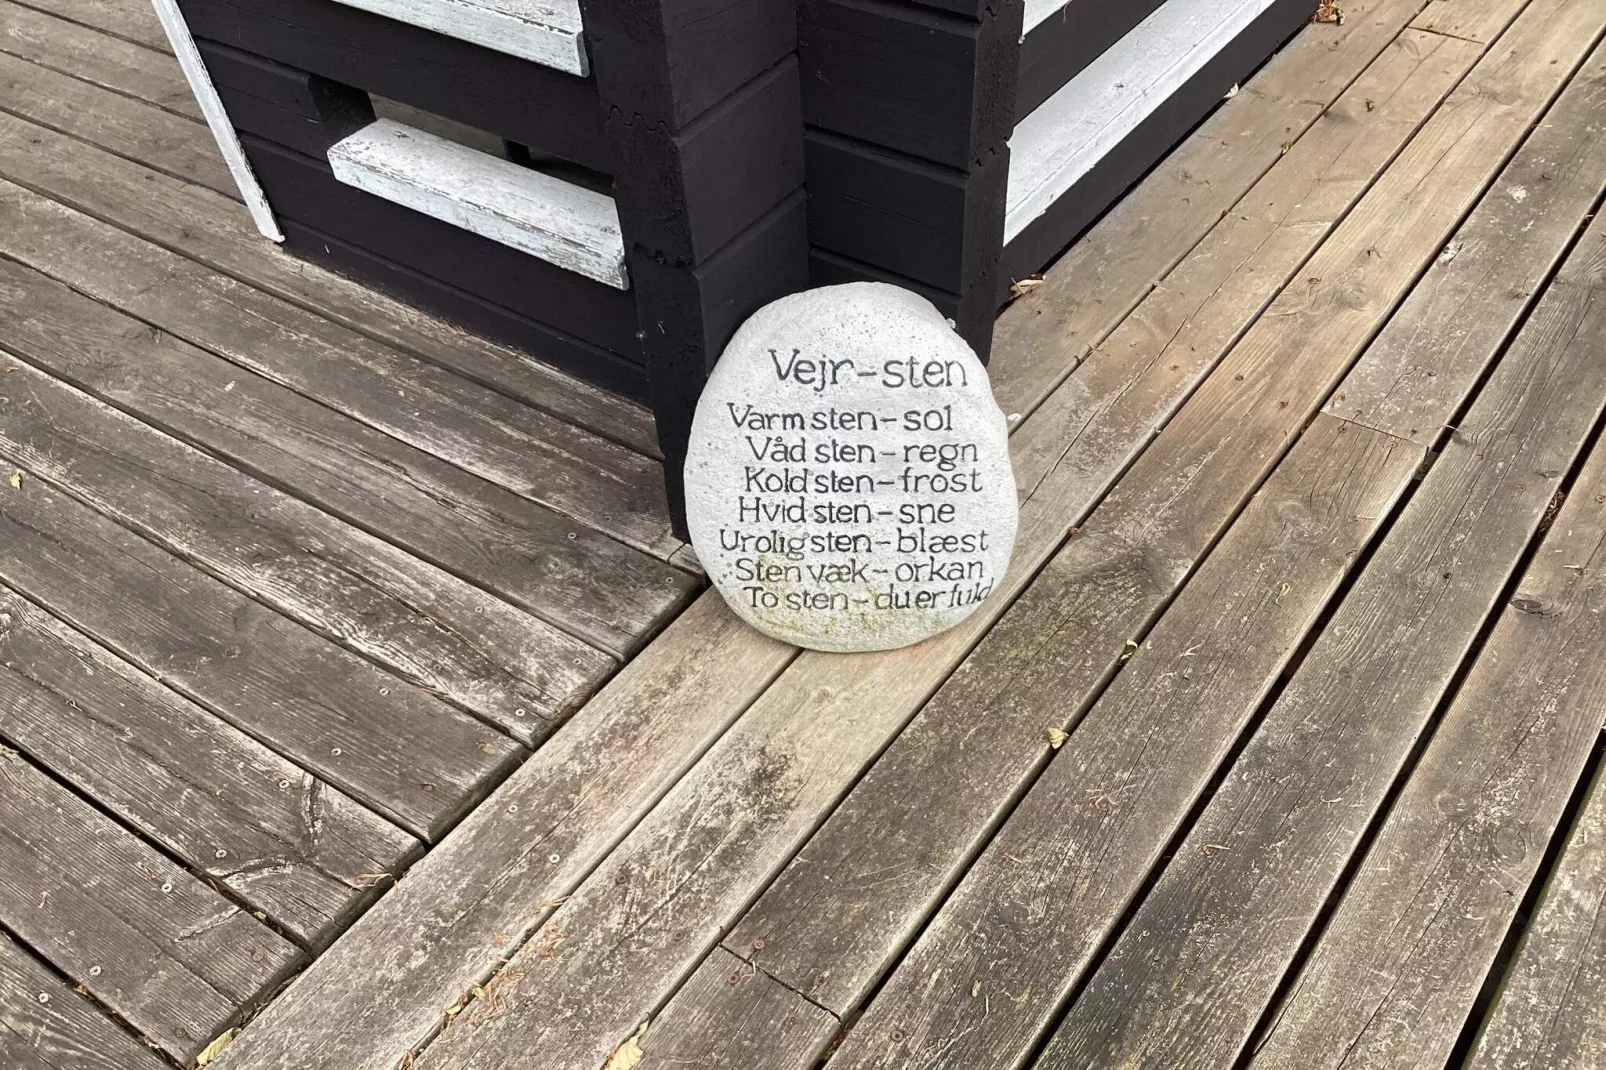 Vejr-sten
Varm sten - sol
Våd sten - regn
Kold sten - frost
Hvid sten - sne
Urolig sten - blæst
Sten væk - orkan
To sten - du er fuld